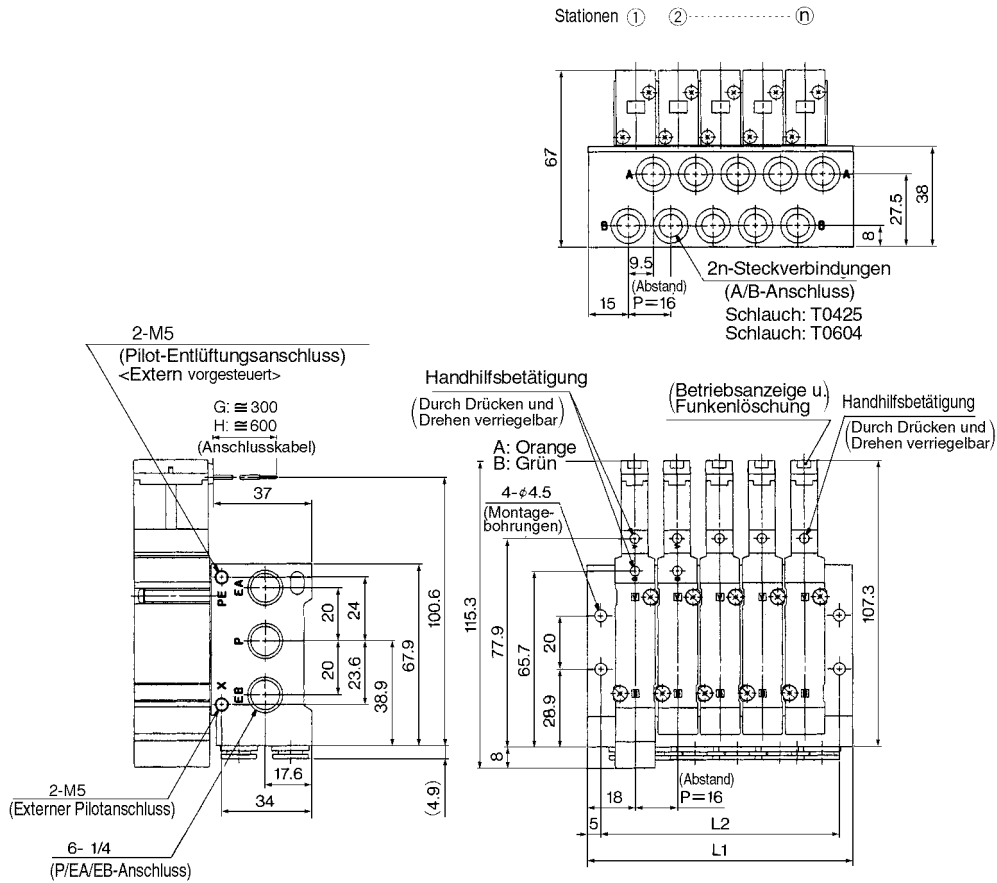 Stationen ① ② ⓝ
67
A
A
B
B
8
27.5
38
9.5
(Abstand)
P=16
15
2n-Steckverbindungen
(A/B-Anschluss)
Schlauch: T0425
Schlauch: T0604
2-M5
(Pilot-Entlüftungsanschluss)
<Extern vorgesteuert>
G: ≅300
H: ≅600
(Anschlusskabel)
37
PE
EA
P
X
EB
20
24
20
23.6
38.9
67.9
100.6
17.6
34
(4.9)
2-M5
(Externer Pilotanschluss)
6- 1/4
(P/EA/EB-Anschluss)
Handhilfsbetätigung
(Durch Drücken und
Drehen verriegelbar)
A: Orange
B: Grün
4-φ4.5
(Montage-
bohrungen)
(Betriebsanzeige u.
Funkenlöschung)
Handhilfsbetätigung
(Durch Drücken und
Drehen verriegelbar)
115.3
77.9
65.7
20
28.9
8
107.3
18
(Abstand)
P=16
5
L2
L1